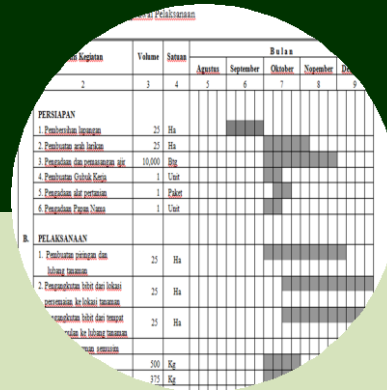 Pelaksanaan
Kegiatan Volume Satuan Bulan
Agustus September Oktober Nopember
2 3 4 5 6 7 8 9
PERSIAPAN
1. Pembersihan lapangan 25 Ha
2. Pembuatan arah larikan 25 Ha
3. Pengadaan dan pemasangan ajir 10,000 Btg
4. Pembuatan Gubuk Kerja 1 Unit
5. Pengadaan alat pertanian 1 Paket
6. Pengadaan Papan Nama 1 Unit
B. PELAKSANAAN
1. Pembuatan piringan dan
lubang tanaman 25 Ha
2. Pengangkutan bibit dari lokasi
persemaian ke lokasi tanaman 25 Ha
engangkutan bibit dari tempat
ke lubang tanaman 25 Ha
semusim
500 Kg
375 Kg